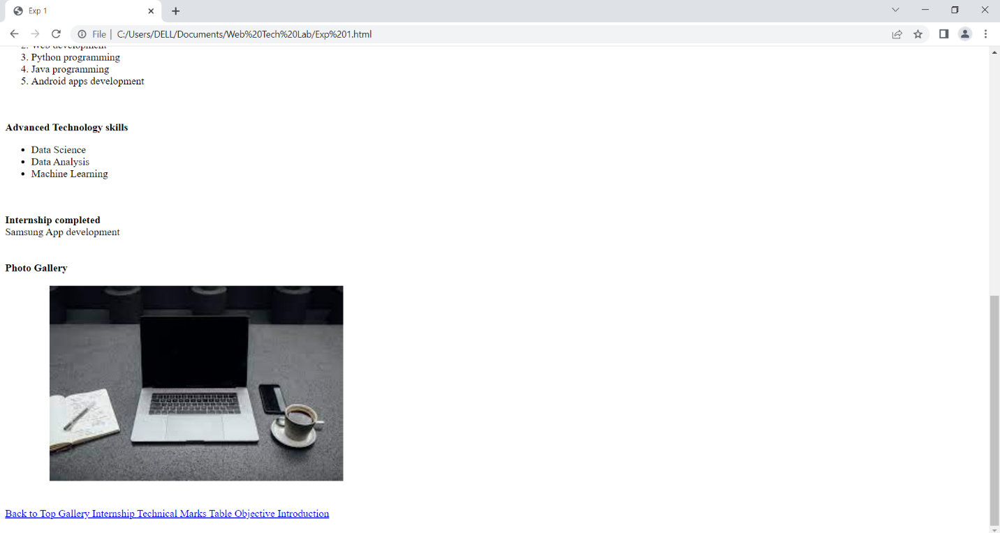 Exp 1
File | C:/Users/DELL/Documents/Web%20Tech%20Lab/Exp%201.html
2. Web development
3. Python programming
4. Java programming
5. Android apps development
Advanced Technology skills
• Data Science
• Data Analysis
• Machine Learning
Internship completed
Samsung App development
Photo Gallery
Back to Top Gallery Internship Technical Marks Table Objective Introduction